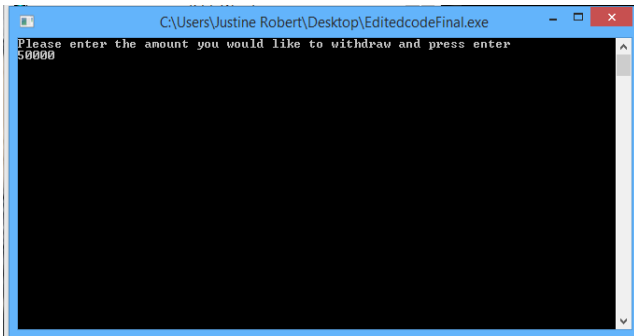 C:\Users\Justine Robert\Desktop\EditedcodeFinal.exe
Please enter the amount you would like to withdraw and press enter
50000